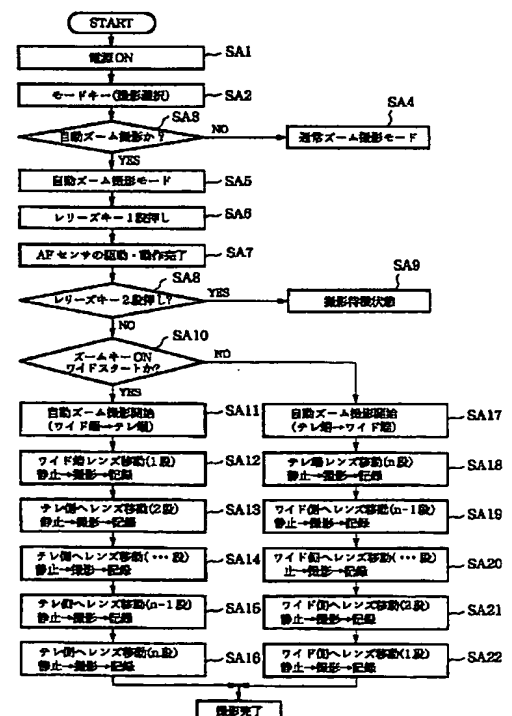 START
電源ON
SA1
モードキー(撮影選択)
SA2
SA3
自動ズーム撮影か?
NO
YES
SA4
通常ズーム撮影モード
自動ズーム撮影モード
SA5
レリーズキー1段押し
SA6
AFセンサの駆動・動作完了
SA7
SA8
レリーズキー2段押し?
YES
NO
SA9
撮影待機状態
SA10
ズームキーON
ワイドスタートか?
NO
YES
自動ズーム撮影開始
(ワイド端→テレ端)
SA11
ワイド端レンズ移動(1段)
静止→撮影→記録
SA12
テレ側へレンズ移動(2段)
静止→撮影→記録
SA13
テレ側へレンズ移動(…段)
静止→撮影→記録
SA14
テレ側へレンズ移動(n-1段)
静止→撮影→記録
SA15
テレ側へレンズ移動(n段)
静止→撮影→記録
SA16
自動ズーム撮影開始
(テレ端→ワイド端)
SA17
テレ端レンズ移動(n段)
静止→撮影→記録
SA18
ワイド側へレンズ移動(n-1段)
静止→撮影→記録
SA19
ワイド側へレンズ移動(…段)
止→撮影→記録
SA20
ワイド側へレンズ移動(2段)
静止→撮影→記録
SA21
ワイド側へレンズ移動(1段)
静止→撮影→記録
SA22
撮影完了